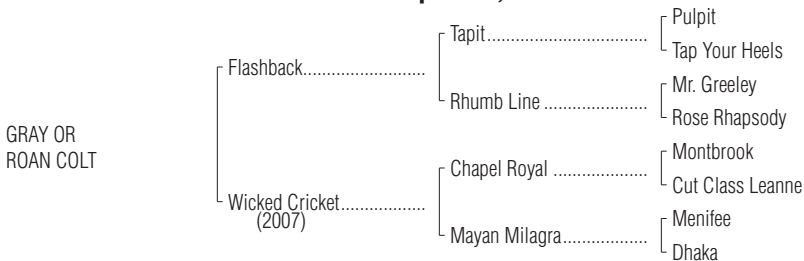 GRAY OR
ROAN COLT
Flashback
Wicked Cricket
(2007)
Tapit
Rhumb Line
Chapel Royal
Mayan Milagra
Pulpit
Tap Your Heels
Mr. Greeley
Rose Rhapsody
Montbrook
Cut Class Leanne
Menifee
Dhaka